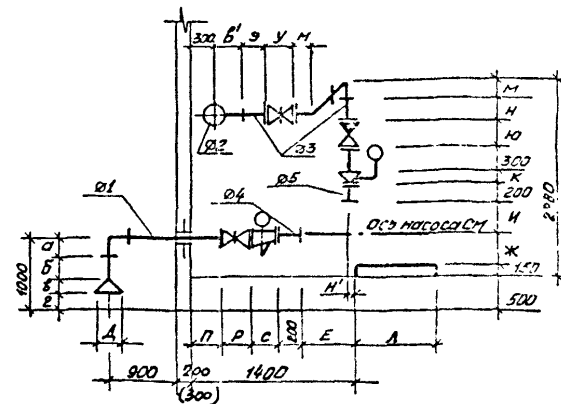 300 В' Э У Н
М
Н
Ю
300
К
200
И
Ж
150
500
2080
Ø2
Ø3
Ø5
Ø1
Ø4
ОСЬ НАСОСА СМ
а
б
в
г
1000
Д
Н'
П Р С 200 Е Л
900 200 1400
(300)